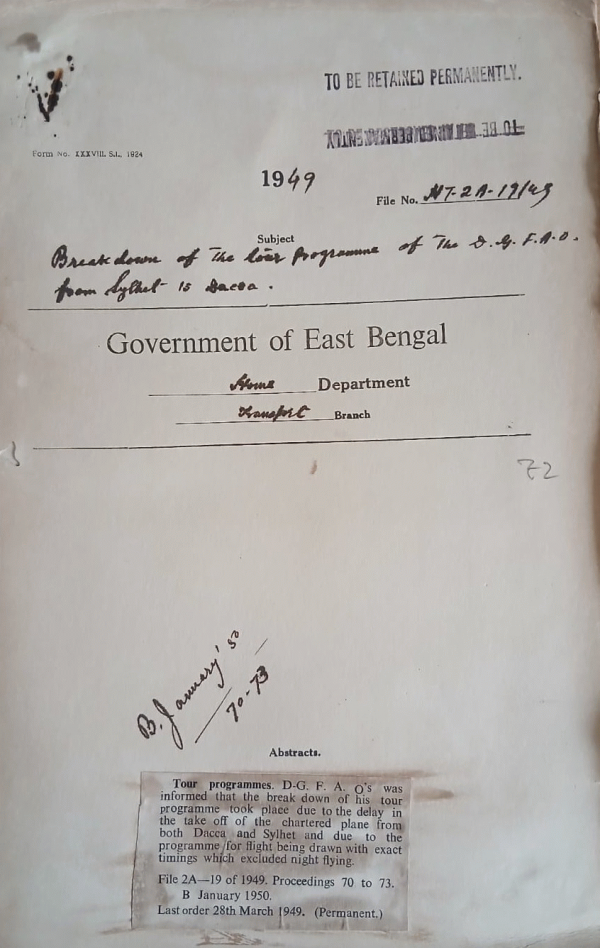 TO BE RETAINED PERMANENTLY.
Form No. XXXVIII. S.L. 1924
1949
File No. 2A-19/49
Subject
Breakdown of the tour programme of the D.G.F.A.O.
from Sylhet to Dacca.
Government of East Bengal
Home Department
Transport Branch
72
B. January '50
70-73
Abstracts.
Tour programmes. D-G. F. A. O's was
informed that the break down of his tour
programme took place due to the delay in
the take off of the chartered plane from
both Dacca and Sylhet and due to the
programme for flight being drawn with exact
timings which excluded night flying.
File 2A—19 of 1949. Proceedings 70 to 73.
B January 1950.
Last order 28th March 1949. (Permanent.)